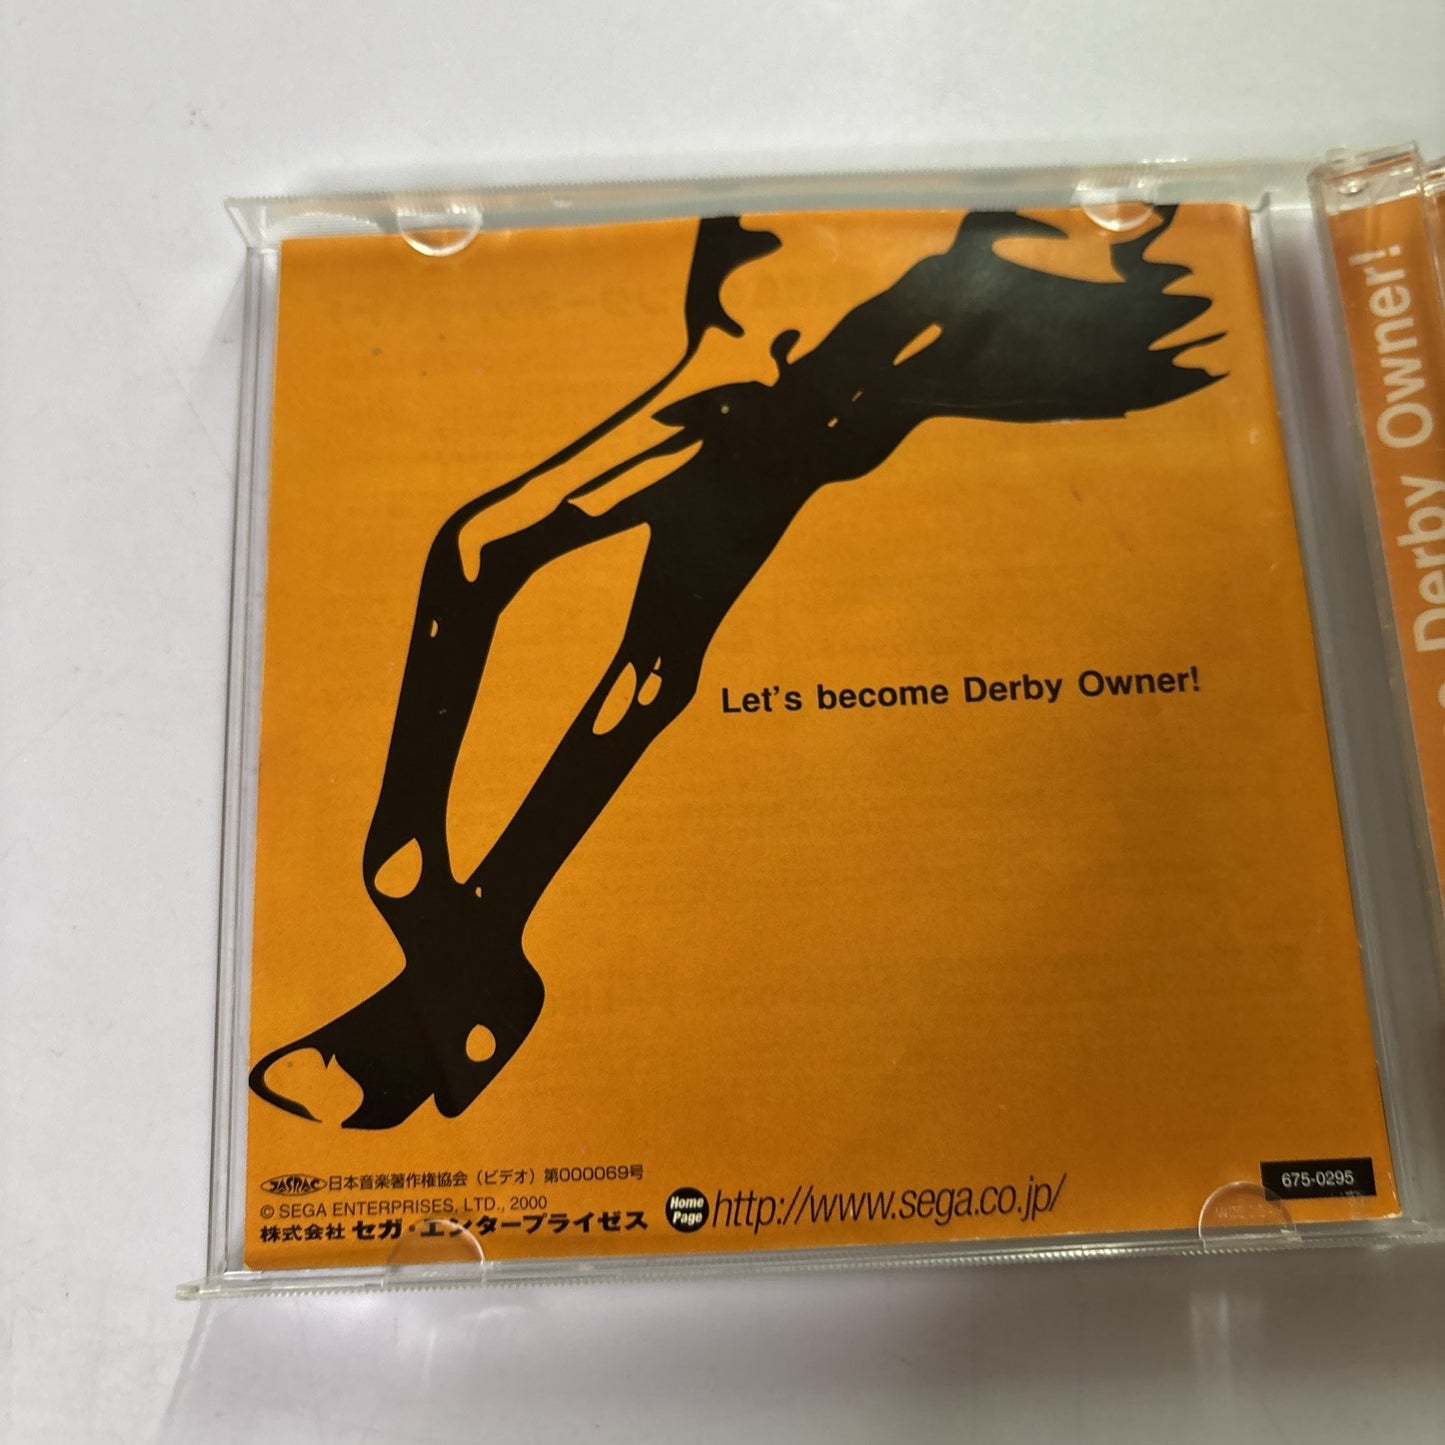 Let's become Derby Owner!
JASRAC 日本音楽著作権協会（ビデオ）第000069号
© SEGA ENTERPRISES, LTD., 2000
株式会社 セガ・エンタープライゼス
Home Page http://www.sega.co.jp/
675-0295
Derby Owner!